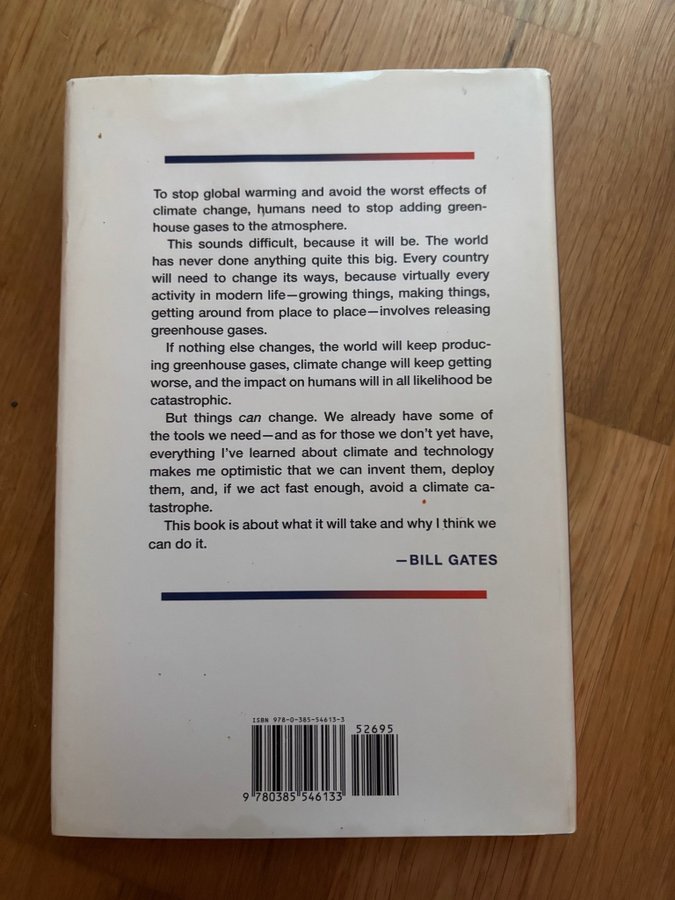 To stop global warming and avoid the worst effects of
climate change, humans need to stop adding green-
house gases to the atmosphere.
This sounds difficult, because it will be. The world
has never done anything quite this big. Every country
will need to change its ways, because virtually every
activity in modern life—growing things, making things,
getting around from place to place—involves releasing
greenhouse gases.
If nothing else changes, the world will keep produc-
ing greenhouse gases, climate change will keep getting
worse, and the impact on humans will in all likelihood be
catastrophic.
But things can change. We already have some of
the tools we need—and as for those we don't yet have,
everything I've learned about climate and technology
makes me optimistic that we can invent them, deploy
them, and, if we act fast enough, avoid a climate ca-
tastrophe.
This book is about what it will take and why I think we
can do it.
—BILL GATES
ISBN 978-0-385-54613-3
52695
9 780385 546133